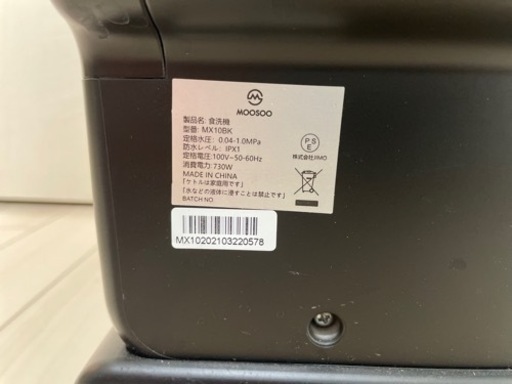 MOOSOO
製品名: 食洗機
型番: MX10BK
定格水圧: 0.04-1.0MPa
防水レベル: IPX1
定格電圧:100V~50-60Hz
消費電力:730W
MADE IN CHINA
「ケトルは家庭用です」
「水などの液体に浸すことは禁止です」
BATCH NO.
P S
E
株式会社JIMO
MX10202103220578